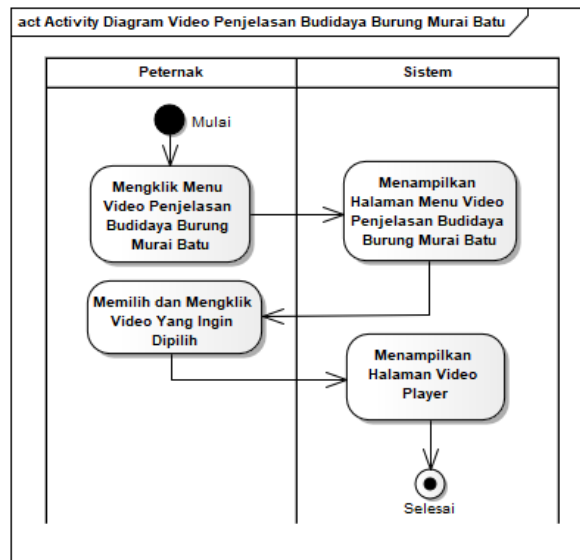 act Activity Diagram Video Penjelasan Budidaya Burung Murai Batu
Peternak
Sistem
Mulai
Mengklik Menu
Video Penjelasan
Budidaya Burung
Murai Batu
Menampilkan
Halaman Menu Video
Penjelasan Budidaya
Burung Murai Batu
Memilih dan Mengklik
Video Yang Ingin
Dipilih
Menampilkan
Halaman Video
Player
Selesai